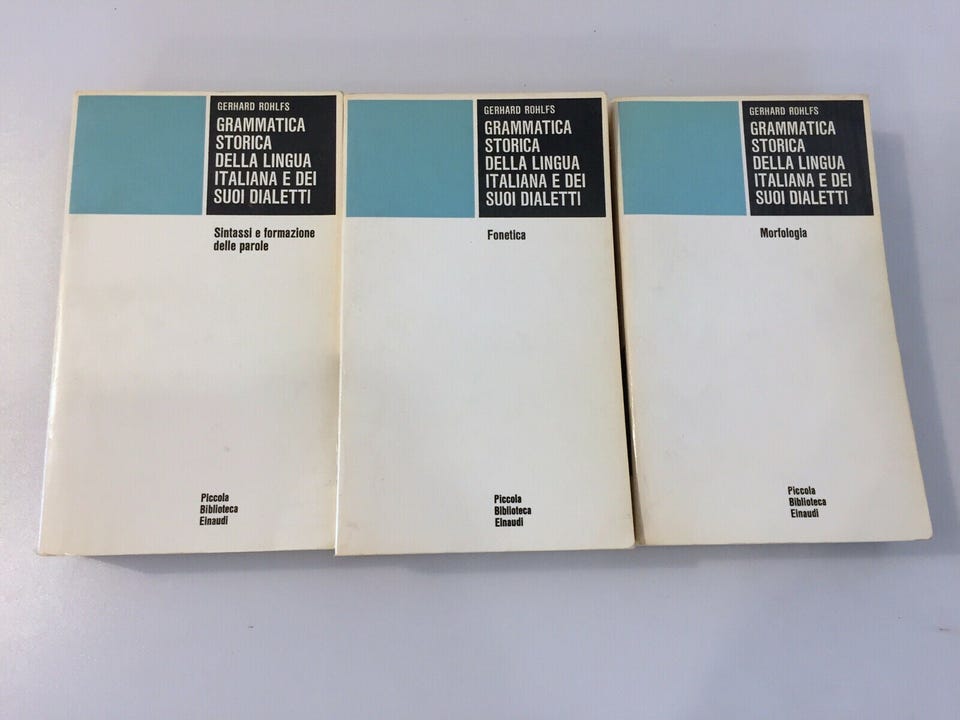 GERHARD ROHLFS
GRAMMATICA
STORICA
DELLA LINGUA
ITALIANA E DEI
SUOI DIALETTI
Sintassi e formazione
delle parole
Piccola
Biblioteca
Einaudi
GERHARD ROHLFS
GRAMMATICA
STORICA
DELLA LINGUA
ITALIANA E DEI
SUOI DIALETTI
Fonetica
Piccola
Biblioteca
Einaudi
GERHARD ROHLFS
GRAMMATICA
STORICA
DELLA LINGUA
ITALIANA E DEI
SUOI DIALETTI
Morfologia
Piccola
Biblioteca
Einaudi